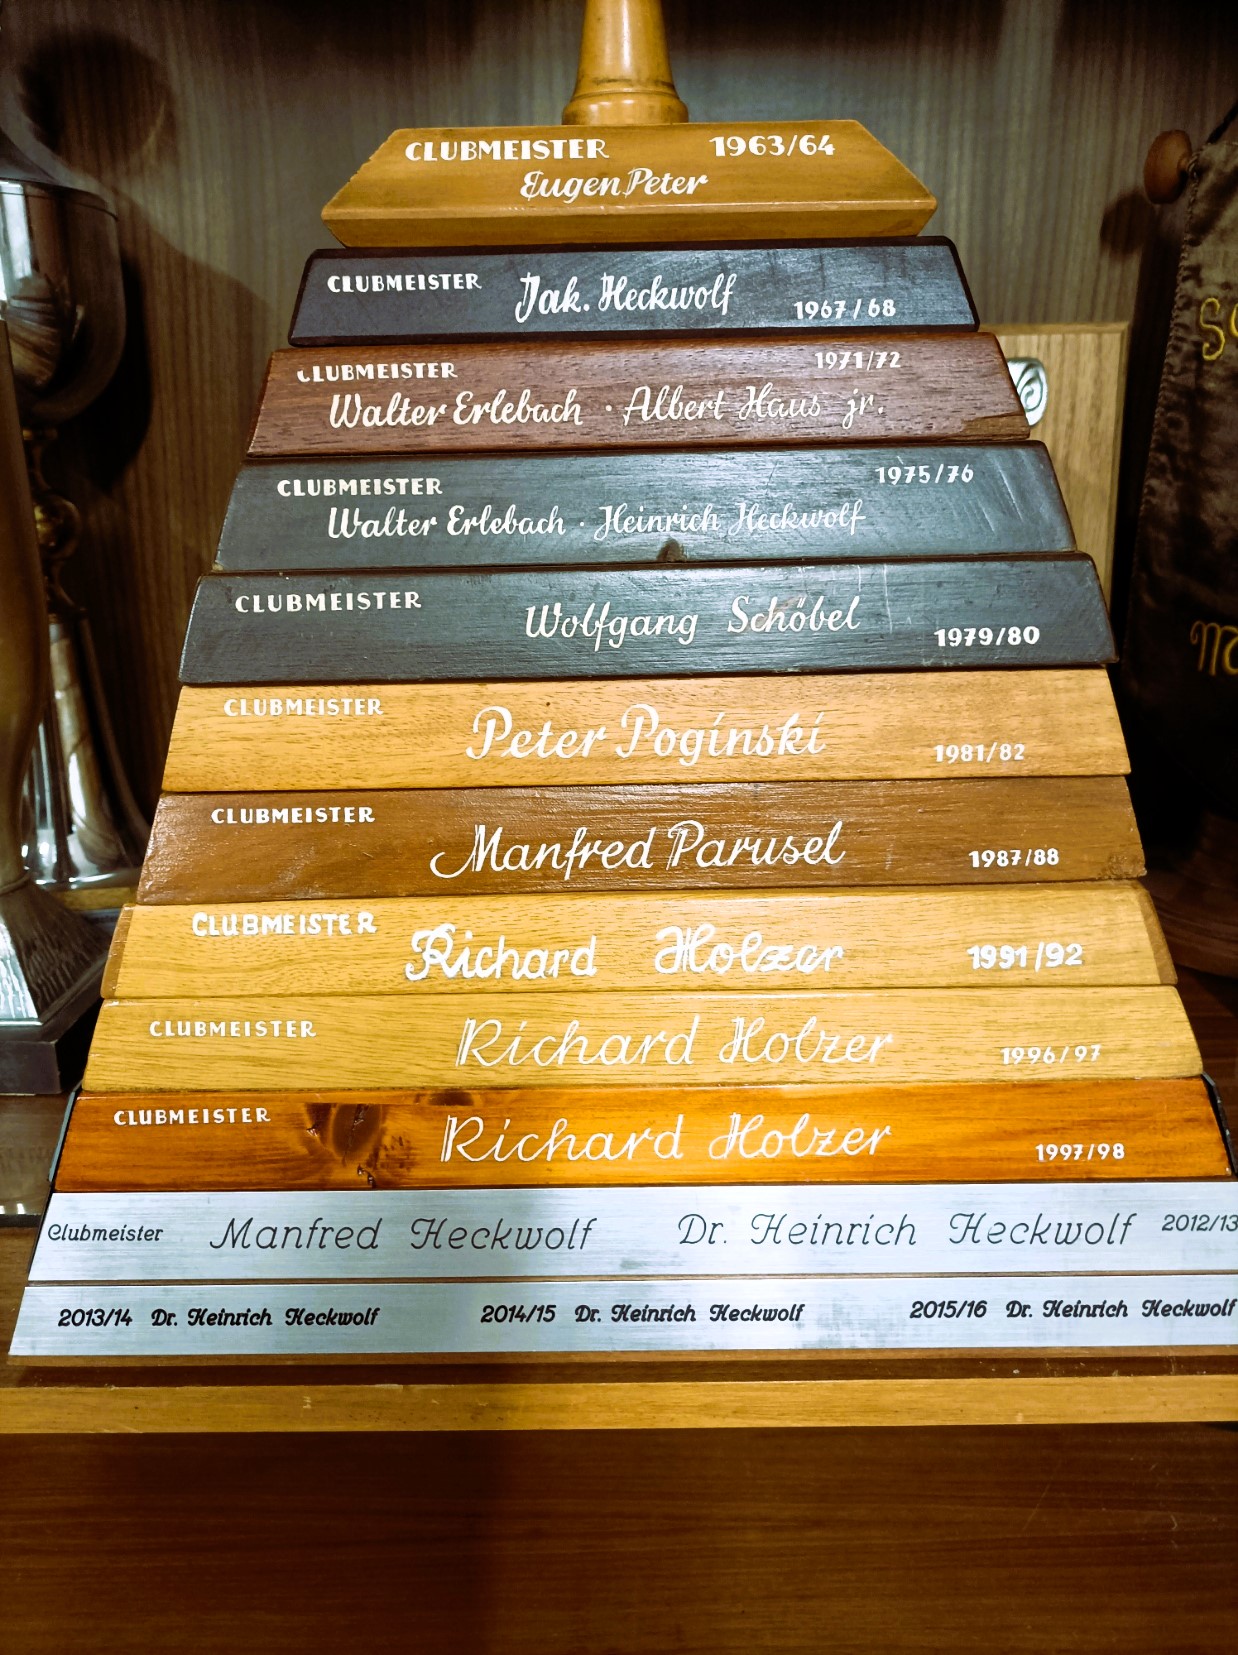 CLUBMEISTER 1963/64
Eugen Peter
CLUBMEISTER Jak. Heckwolf 1967/68
CLUBMEISTER 1971/72
Walter Erlebach · Albert Haus jr.
CLUBMEISTER 1975/76
Walter Erlebach · Heinrich Heckwolf
CLUBMEISTER Wolfgang Schöbel 1979/80
CLUBMEISTER Peter Poginski 1981/82
CLUBMEISTER Manfred Parusel 1987/88
CLUBMEISTER Richard Holzer 1991/92
CLUBMEISTER Richard Holzer 1996/97
CLUBMEISTER Richard Holzer 1997/98
Clubmeister Manfred Heckwolf Dr. Heinrich Heckwolf 2012/13
2013/14 Dr. Heinrich Heckwolf 2014/15 Dr. Heinrich Heckwolf 2015/16 Dr. Heinrich Heckwolf